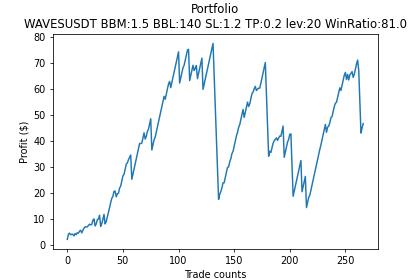 Portfolio
WAVESUSDT BBM:1.5 BBL:140 SL:1.2 TP:0.2 lev:20 WinRatio:81.0
80
70
60
50
40
30
20
10
0
Profit ($)
0 50 100 150 200 250
Trade counts